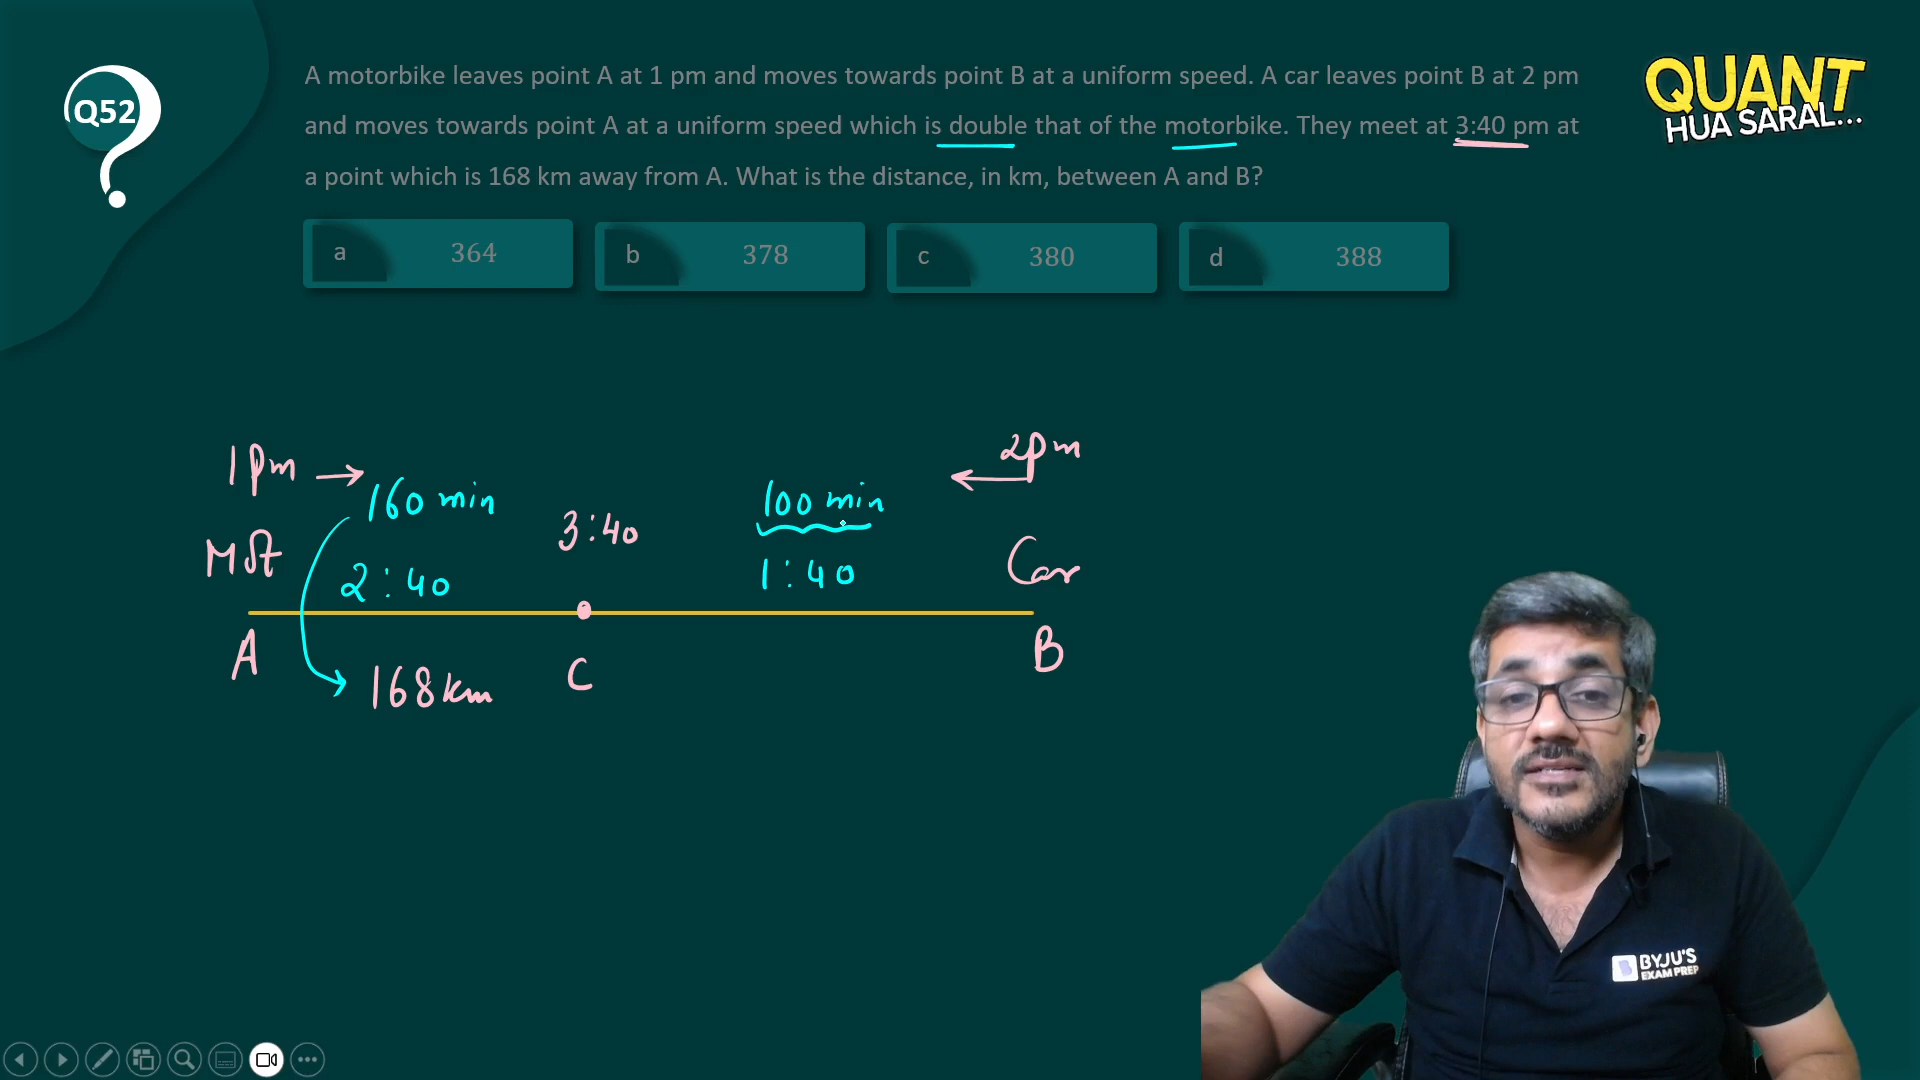 Q52
A motorbike leaves point A at 1 pm and moves towards point B at a uniform speed. A car leaves point B at 2 pm
and moves towards point A at a uniform speed which is double that of the motorbike. They meet at 3:40 pm at
a point which is 168 km away from A. What is the distance, in km, between A and B?
QUANT
HUA SARAL...
a 364 b 378 c 380 d 388
1 pm 2pm
160 min 3:40 100 min
Car
2:40 1:40
A B
168 km C
BYJU'S
EXAM PREP